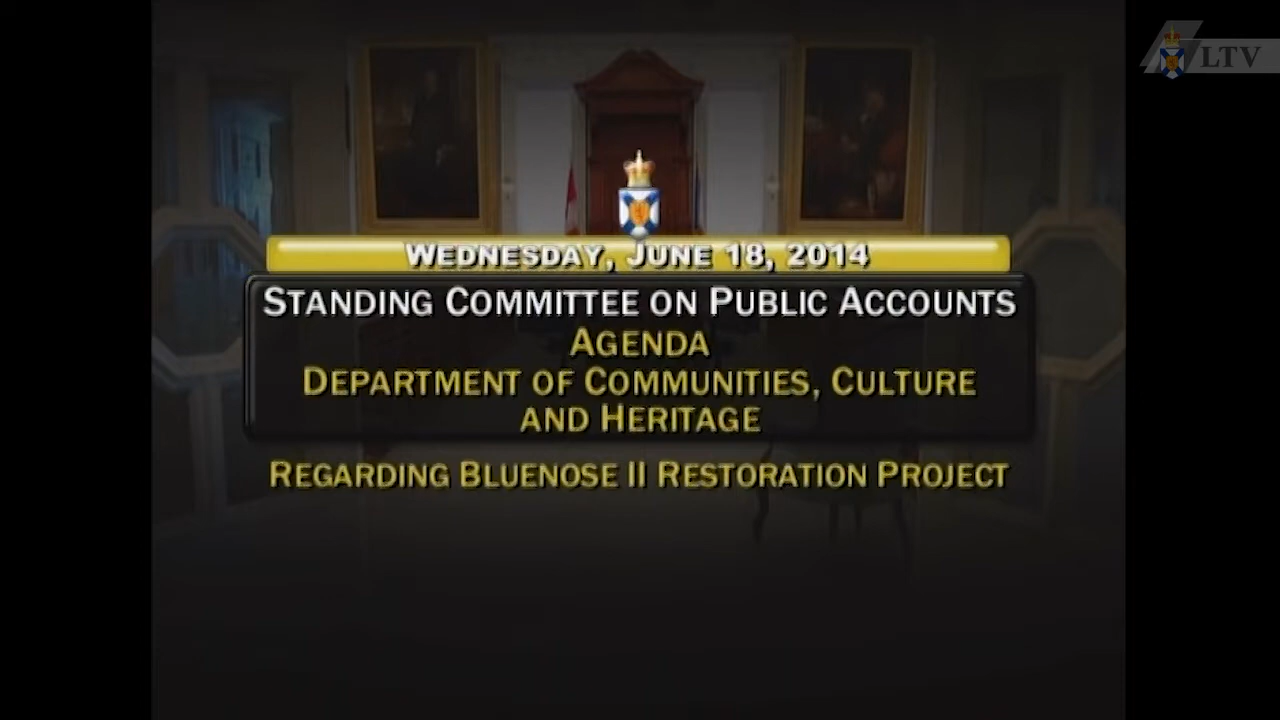 LTV
Wednesday, June 18, 2014
Standing Committee on Public Accounts
Agenda
Department of Communities, Culture
and Heritage
Regarding Bluenose II Restoration Project